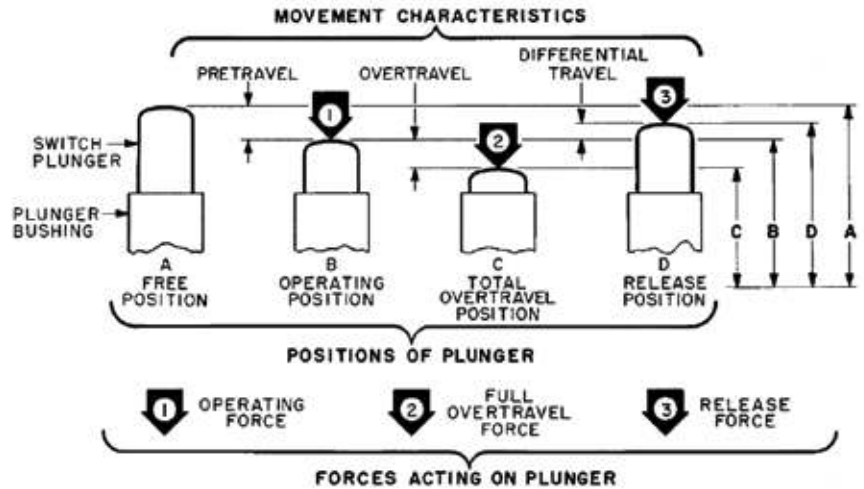 MOVEMENT CHARACTERISTICS
PRETRAVEL
OVERTRAVEL
DIFFERENTIAL
TRAVEL
1
2
3
SWITCH
PLUNGER
PLUNGER
BUSHING
C
B
D
A
A
FREE
POSITION
B
OPERATING
POSITION
C
TOTAL
OVERTRAVEL
POSITION
D
RELEASE
POSITION
POSITIONS OF PLUNGER
1
OPERATING
FORCE
2
FULL
OVERTRAVEL
FORCE
3
RELEASE
FORCE
FORCES ACTING ON PLUNGER